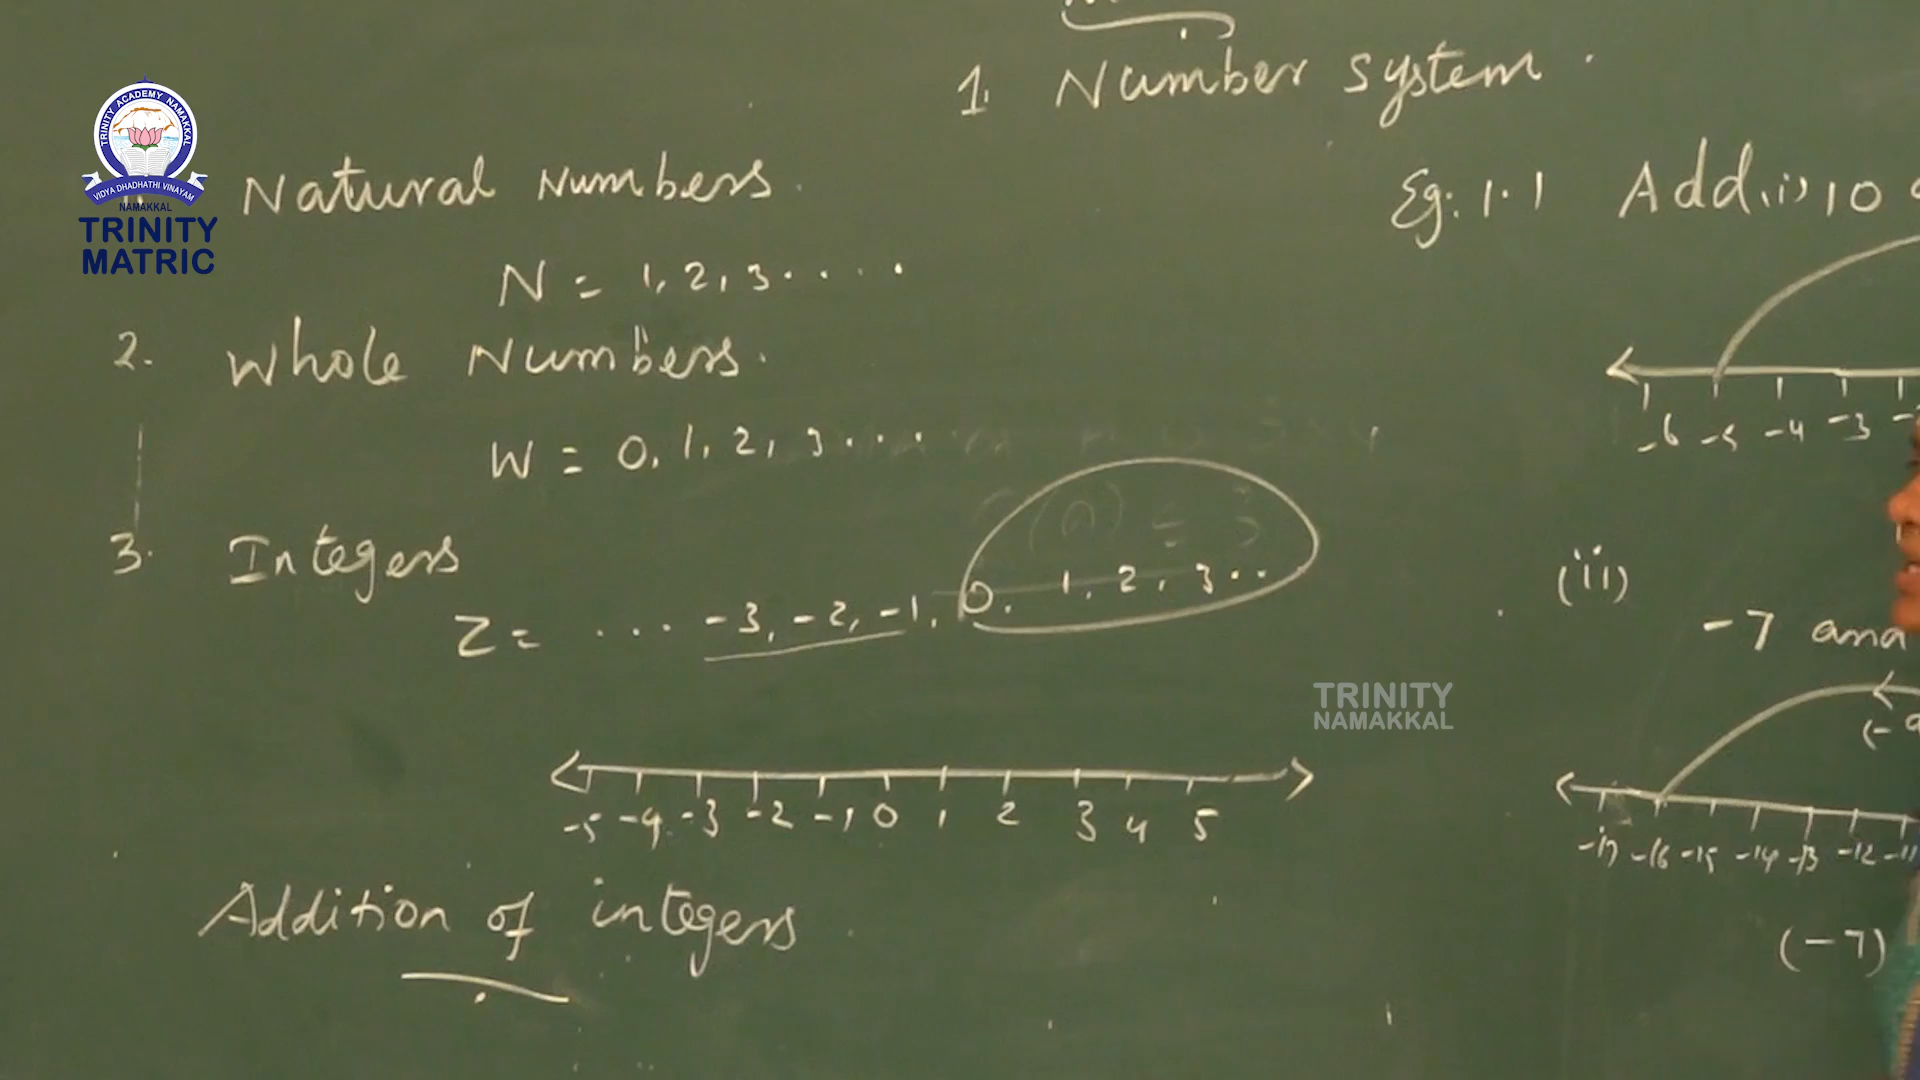 TRINITY ACADEMY NAMAKKAL
VIDYA DHADHATHI VINAYAM
NAMAKKAL
TRINITY
MATRIC
1. Number System.
Natural Numbers.
N = 1, 2, 3 . . . .
2. Whole Numbers.
W = 0, 1, 2, 3 . . .
3. Integers
Z = . . . -3, -2, -1, 0, 1, 2, 3 . .
-5 -4 -3 -2 -1 0 1 2 3 4 5
Addition of integers
Eg: 1.1 Add (i) 10
-6 -5 -4 -3
(ii)
-7 and
(-9
-17 -16 -15 -14 -13 -12 -11
(-7)
TRINITY
NAMAKKAL